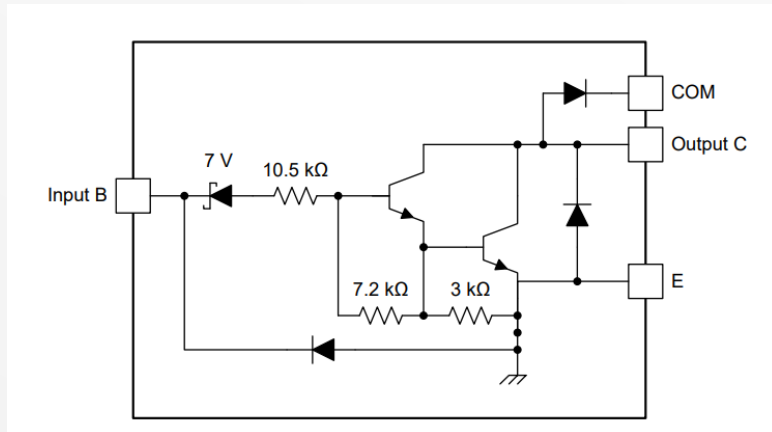 COM
Output C
7 V
10.5 kΩ
Input B
7.2 kΩ
3 kΩ
E